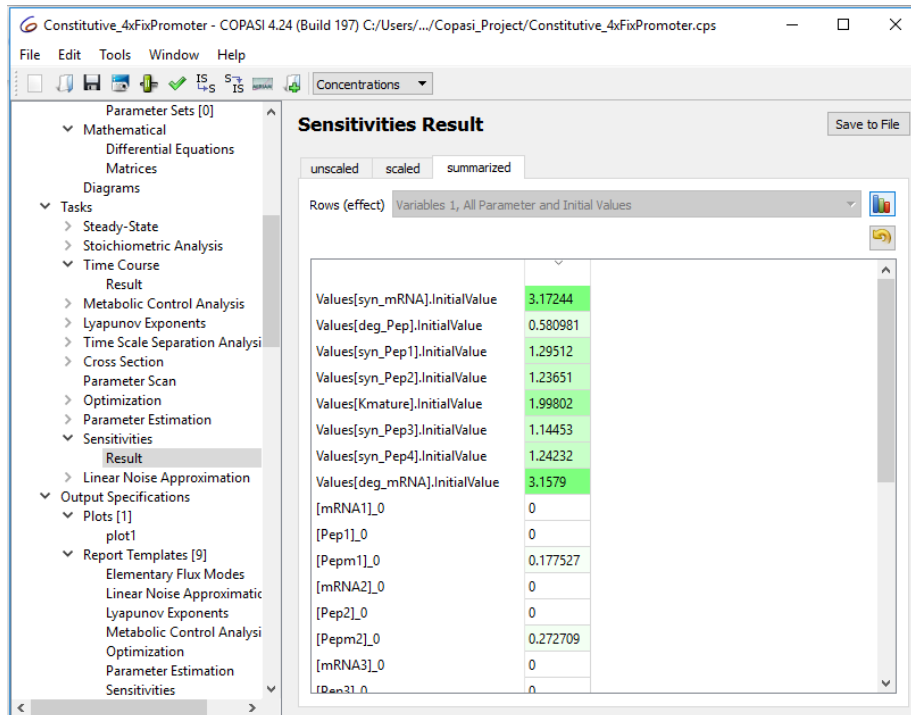 Constitutive_4xFixPromoter - COPASI 4.24 (Build 197) C:/Users/.../Copasi_Project/Constitutive_4xFixPromoter.cps
File Edit Tools Window Help
Concentrations
Parameter Sets [0]
Mathematical
Differential Equations
Matrices
Diagrams
Tasks
Steady-State
Stoichiometric Analysis
Time Course
Result
Metabolic Control Analysis
Lyapunov Exponents
Time Scale Separation Analysi
Cross Section
Parameter Scan
Optimization
Parameter Estimation
Sensitivities
Result
Linear Noise Approximation
Output Specifications
Plots [1]
plot1
Report Templates [9]
Elementary Flux Modes
Linear Noise Approximatic
Lyapunov Exponents
Metabolic Control Analysi
Optimization
Parameter Estimation
Sensitivities
Sensitivities Result
Save to File
unscaled scaled summarized
Rows (effect) Variables 1, All Parameter and Initial Values
Values[syn_mRNA].InitialValue 3.17244
Values[deg_Pep].InitialValue 0.580981
Values[syn_Pep1].InitialValue 1.29512
Values[syn_Pep2].InitialValue 1.23651
Values[Kmature].InitialValue 1.99802
Values[syn_Pep3].InitialValue 1.14453
Values[syn_Pep4].InitialValue 1.24232
Values[deg_mRNA].InitialValue 3.1579
[mRNA1]_0 0
[Pep1]_0 0
[Pepm1]_0 0.177527
[mRNA2]_0 0
[Pep2]_0 0
[Pepm2]_0 0.272709
[mRNA3]_0 0
[Pep3]_0 0